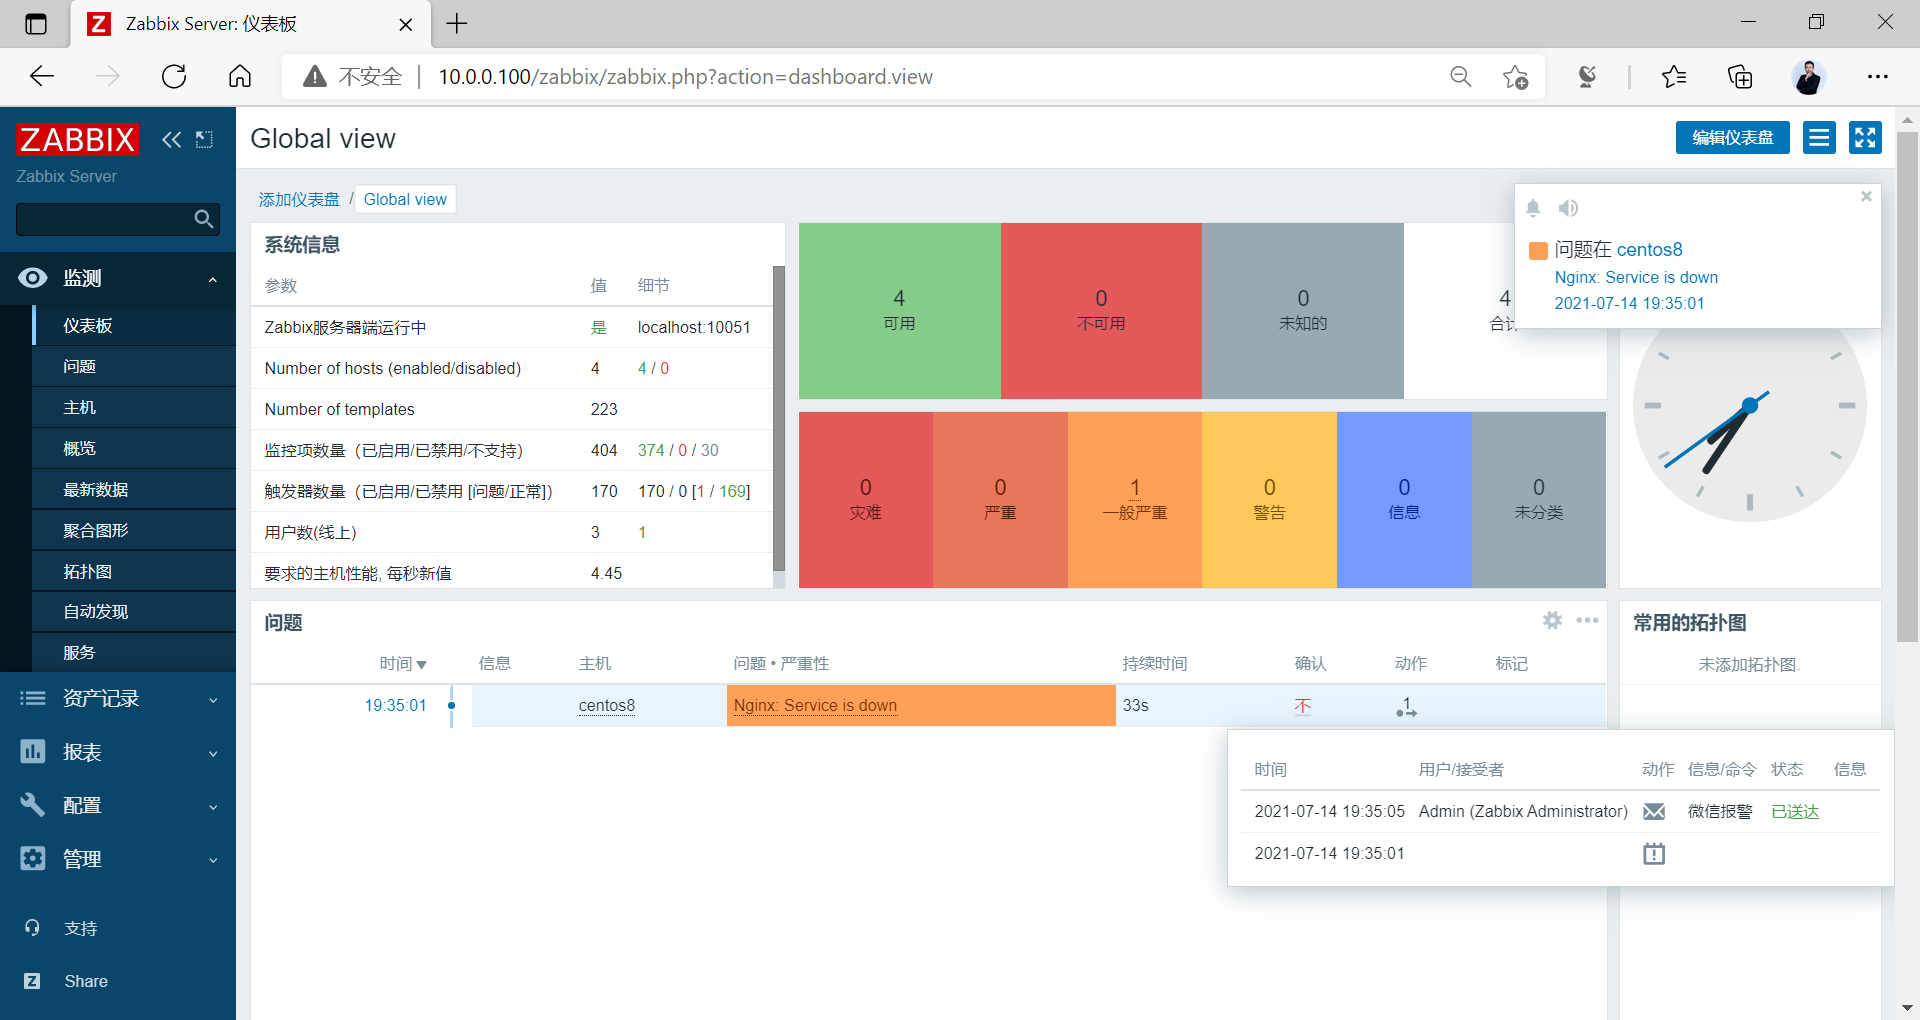 Zabbix Server: 仪表板
不安全 10.0.0.100/zabbix/zabbix.php?action=dashboard.view
ZABBIX
Zabbix Server
监测
仪表板
问题
主机
概览
最新数据
聚合图形
拓扑图
自动发现
服务
资产记录
报表
配置
管理
支持
Share
Global view
编辑仪表盘
添加仪表盘 / Global view
系统信息
参数 值 细节
Zabbix服务器端运行中 是 localhost:10051
Number of hosts (enabled/disabled) 4 4 / 0
Number of templates 223
监控项数量（已启用/已禁用/不支持） 404 374 / 0 / 30
触发器数量（已启用/已禁用 [问题/正常]） 170 170 / 0 [1 / 169]
用户数(线上) 3 1
要求的主机性能, 每秒新值 4.45
4
可用
0
不可用
0
未知的
4
合计
0
灾难
0
严重
1
一般严重
0
警告
0
信息
0
未分类
问题在 centos8
Nginx: Service is down
2021-07-14 19:35:01
问题
时间 信息 主机 问题 • 严重性 持续时间 确认 动作 标记
19:35:01 centos8 Nginx: Service is down 33s 不 1
常用的拓扑图
未添加拓扑图.
时间 用户/接受者 动作 信息/命令 状态 信息
2021-07-14 19:35:05 Admin (Zabbix Administrator) 微信报警 已送达
2021-07-14 19:35:01